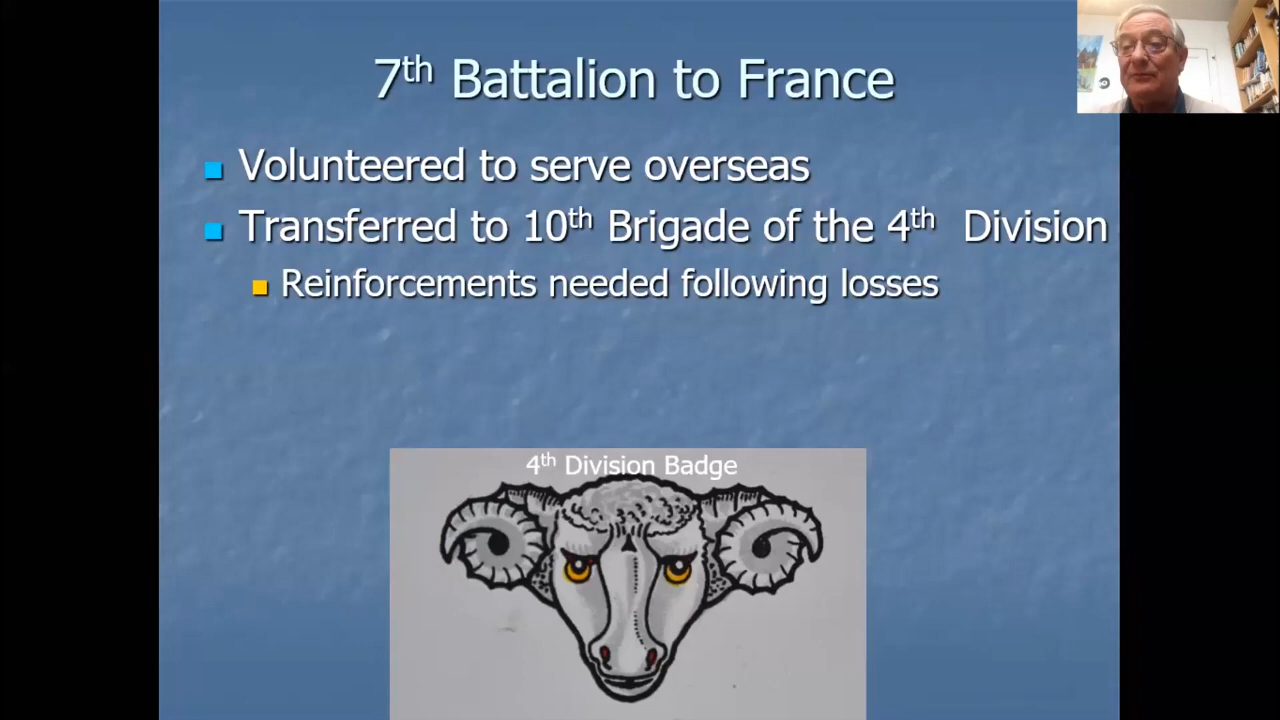 7th Battalion to France
Volunteered to serve overseas
Transferred to 10th Brigade of the 4th Division
Reinforcements needed following losses
4th Division Badge